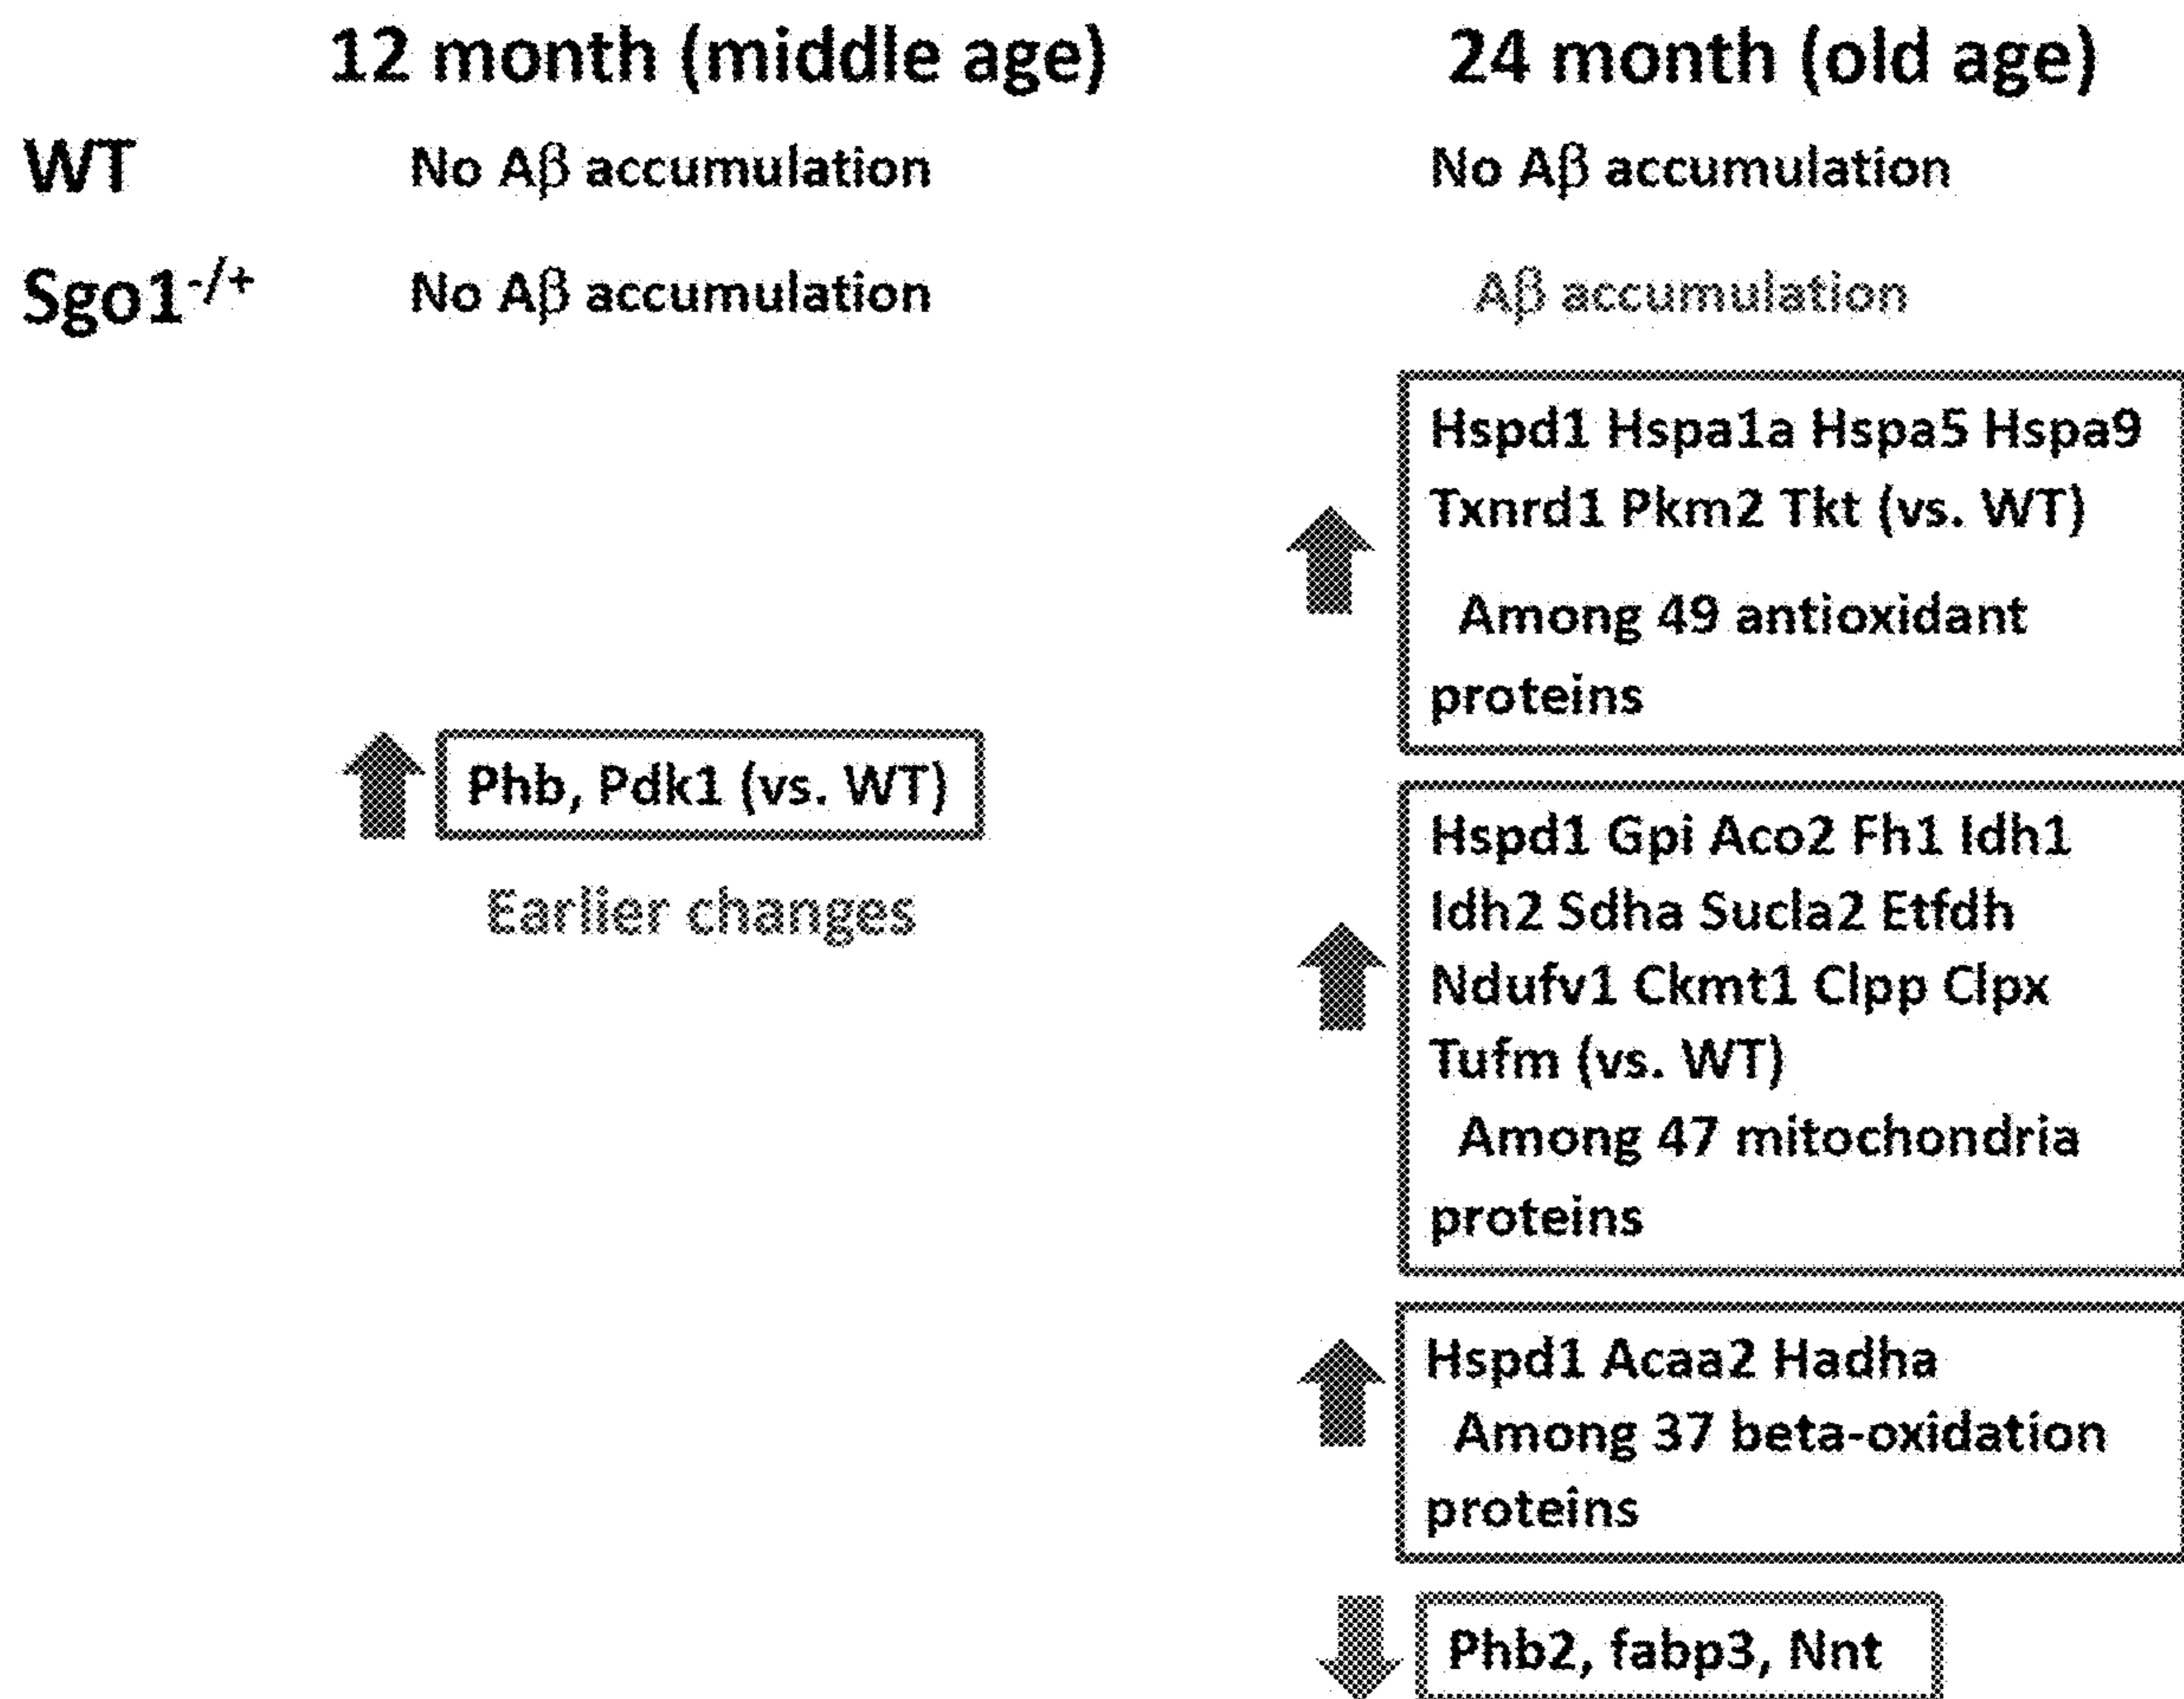 12 month (middle age)
24 month (old age)
WT
No Aβ accumulation
No Aβ accumulation
Sgo1-/+
No Aβ accumulation
Aβ accumulation
Hspd1 Hspa1a Hspa5 Hspa9
Txnrd1 Pkm2 Tkt (vs. WT)
Among 49 antioxidant
proteins
Phb, Pdk1 (vs. WT)
Earlier changes
Hspd1 Gpi Aco2 Fh1 Idh1
Idh2 Sdha Sucla2 Etfdh
Ndufv1 Ckmt1 Clpp Clpx
Tufm (vs. WT)
Among 47 mitochondria
proteins
Hspd1 Acaa2 Hadha
Among 37 beta-oxidation
proteins
Phb2, fabp3, Nnt